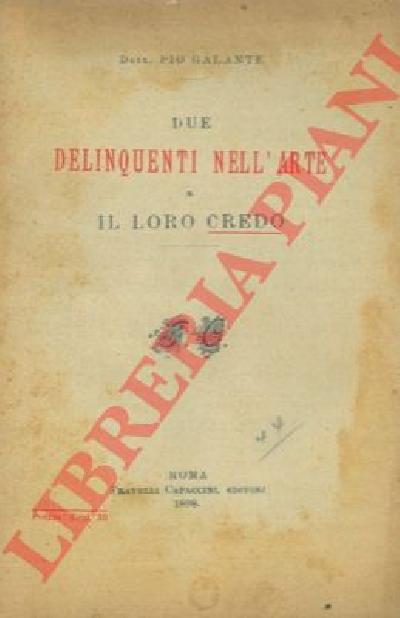 Dott. PIO GALANTE
DUE
DELINQUENTI NELL'ARTE
E
IL LORO CREDO
ROMA
FRATELLI CAPACCINI, EDITORI
1898.
LIBRERIA PIANI